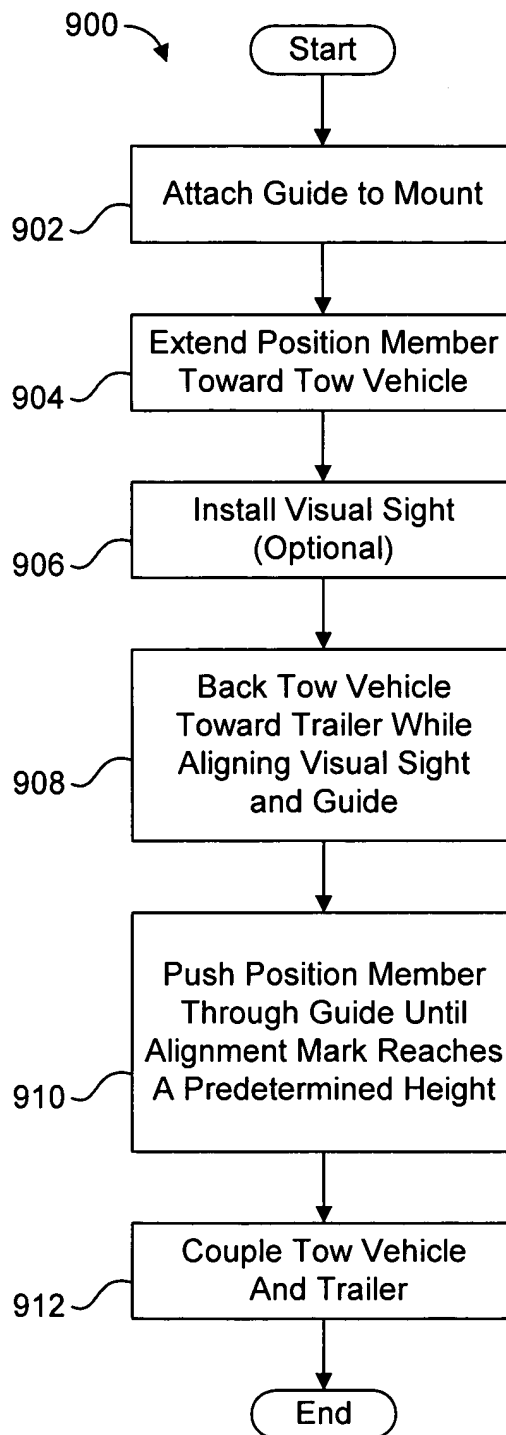 900
Start
Attach Guide to Mount
902
Extend Position Member
Toward Tow Vehicle
904
Install Visual Sight
(Optional)
906
Back Tow Vehicle
Toward Trailer While
Aligning Visual Sight
and Guide
908
Push Position Member
Through Guide Until
Alignment Mark Reaches
A Predetermined Height
910
Couple Tow Vehicle
And Trailer
912
End